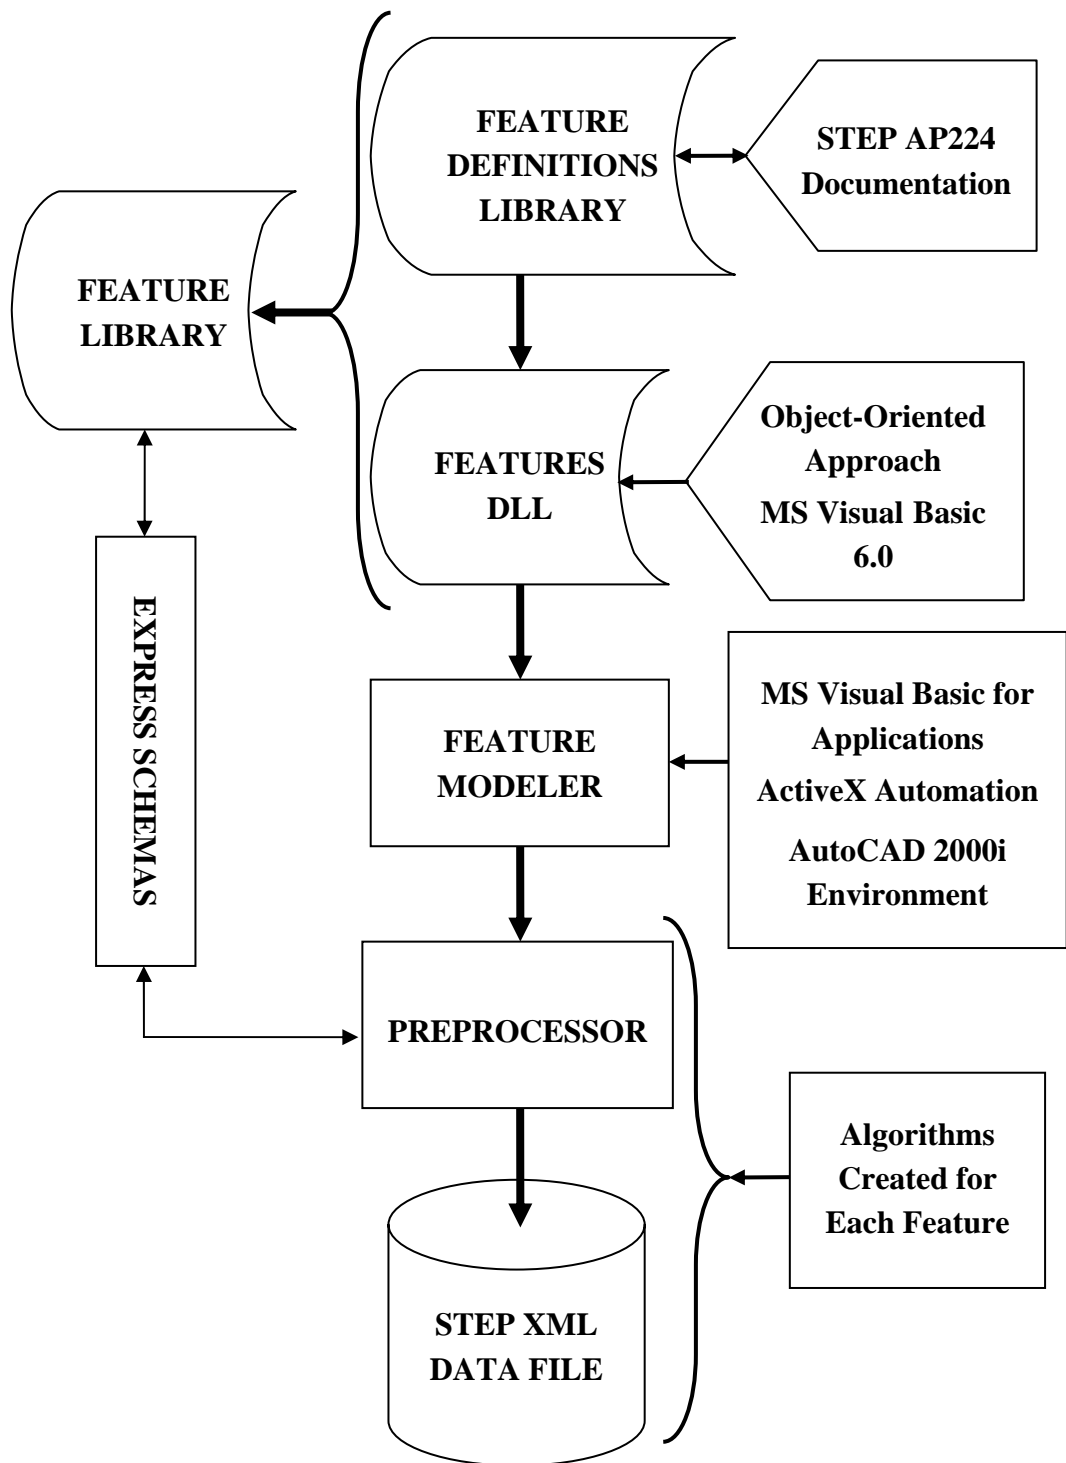 FEATURE
DEFINITIONS
LIBRARY
STEP AP224
Documentation
FEATURE
LIBRARY
FEATURES
DLL
Object-Oriented
Approach
MS Visual Basic
6.0
EXPRESS SCHEMAS
FEATURE
MODELER
MS Visual Basic for
Applications
ActiveX Automation
AutoCAD 2000i
Environment
PREPROCESSOR
Algorithms
Created for
Each Feature
STEP XML
DATA FILE